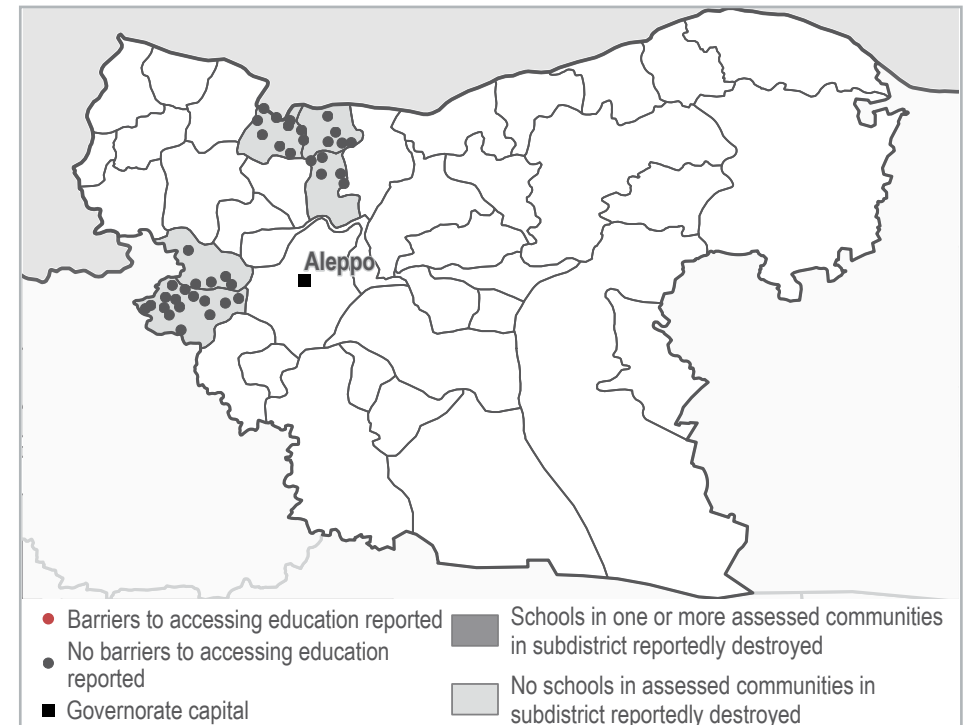 Aleppo
Barriers to accessing education reported
No barriers to accessing education
reported
Governorate capital
Schools in one or more assessed communities
in subdistrict reportedly destroyed
No schools in assessed communities in
subdistrict reportedly destroyed